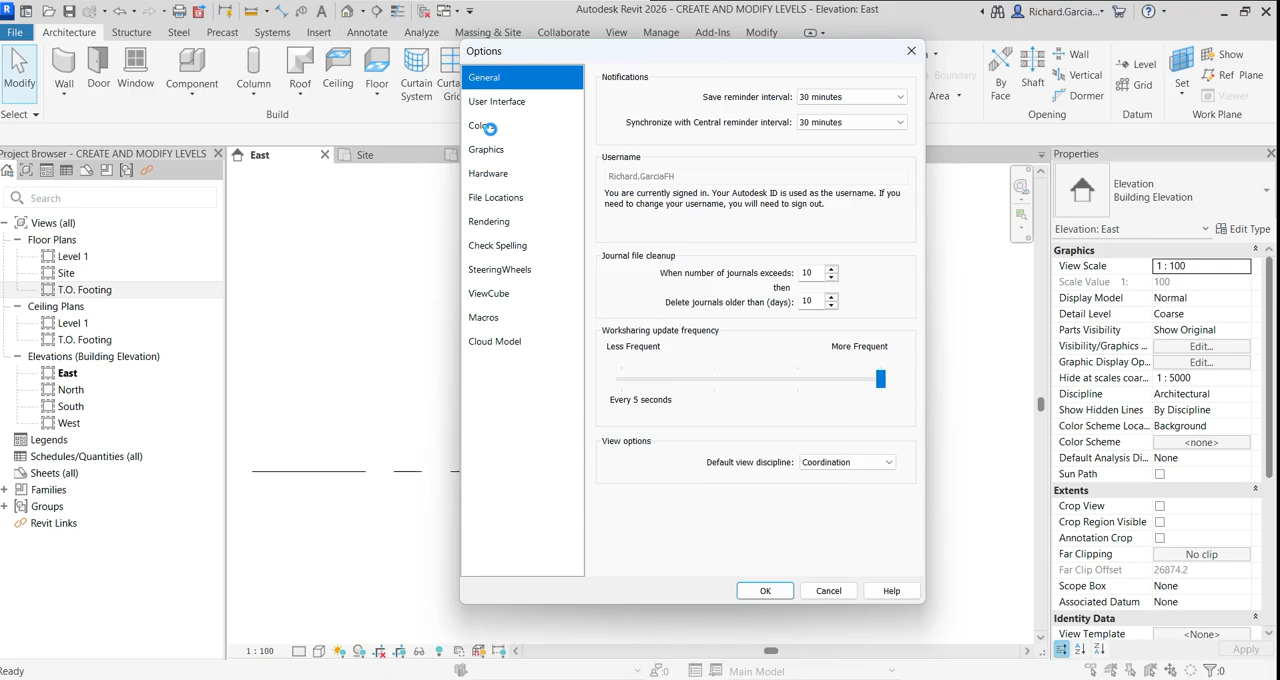 Autodesk Revit 2026 - CREATE AND MODIFY LEVELS - Elevation: East
Richard.Garcia...
File Architecture Structure Steel Precast Systems Insert Annotate Analyze Massing & Site Collaborate View Manage Add-Ins Modify
Modify
Wall
Door
Window
Component
Column
Roof
Ceiling
Floor
Curtain
System
Curta
Gri
Boundary
Area
By
Face
Shaft
Wall
Vertical
Dormer
Level
Grid
Set
Show
Ref Plane
Viewer
Select
Build
Opening
Datum
Work Plane
Project Browser - CREATE AND MODIFY LEVELS
Search
Views (all)
Floor Plans
Level 1
Site
T.O. Footing
Ceiling Plans
Level 1
T.O. Footing
Elevations (Building Elevation)
East
North
South
West
Legends
Schedules/Quantities (all)
Sheets (all)
Families
Groups
Revit Links
East
Site
Options
General
User Interface
Colo
Graphics
Hardware
File Locations
Rendering
Check Spelling
SteeringWheels
ViewCube
Macros
Cloud Model
Notifications
Save reminder interval: 30 minutes
Synchronize with Central reminder interval: 30 minutes
Username
Richard.GarciaFH
You are currently signed in. Your Autodesk ID is used as the username. If you
need to change your username, you will need to sign out.
Journal file cleanup
When number of journals exceeds: 10
then
Delete journals older than (days): 10
Worksharing update frequency
Less Frequent More Frequent
Every 5 seconds
View options
Default view discipline: Coordination
OK Cancel Help
Properties
Elevation
Building Elevation
Elevation: East Edit Type
Graphics
View Scale 1 : 100
Scale Value 1: 100
Display Model Normal
Detail Level Coarse
Parts Visibility Show Original
Visibility/Graphics ... Edit...
Graphic Display Op... Edit...
Hide at scales coar... 1 : 5000
Discipline Architectural
Show Hidden Lines By Discipline
Color Scheme Loca... Background
Color Scheme <none>
Default Analysis Di... None
Sun Path
Extents
Crop View
Crop Region Visible
Annotation Crop
Far Clipping No clip
Far Clip Offset 26874.2
Scope Box None
Associated Datum None
Identity Data
View Template <None>
Apply
1 : 100
Ready
:0
Main Model
:0